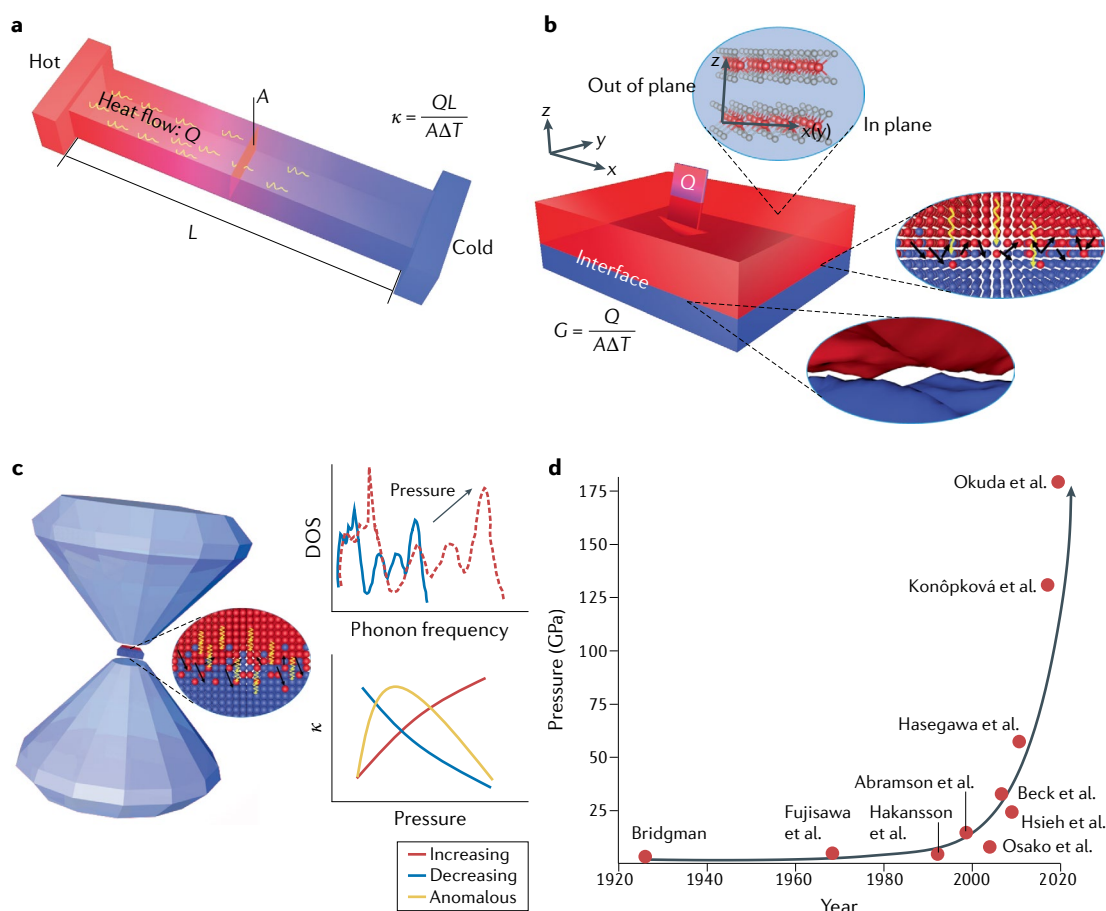 a
Hot
Heat flow: Q
A
κ = QL
AΔT
L
Cold
b
z
Out of plane
x(y)
In plane
z
y
x
Q
Interface
G = Q
AΔT
c
DOS
Pressure
Phonon frequency
κ
Pressure
Increasing
Decreasing
Anomalous
d
Pressure (GPa)
175
150
125
100
75
50
25
Okuda et al.
Konôpková et al.
Hasegawa et al.
Abramson et al.
Beck et al.
Hsieh et al.
Osako et al.
Hakansson
et al.
Fujisawa
et al.
Bridgman
1920
1940
1960
1980
2000
2020
Year